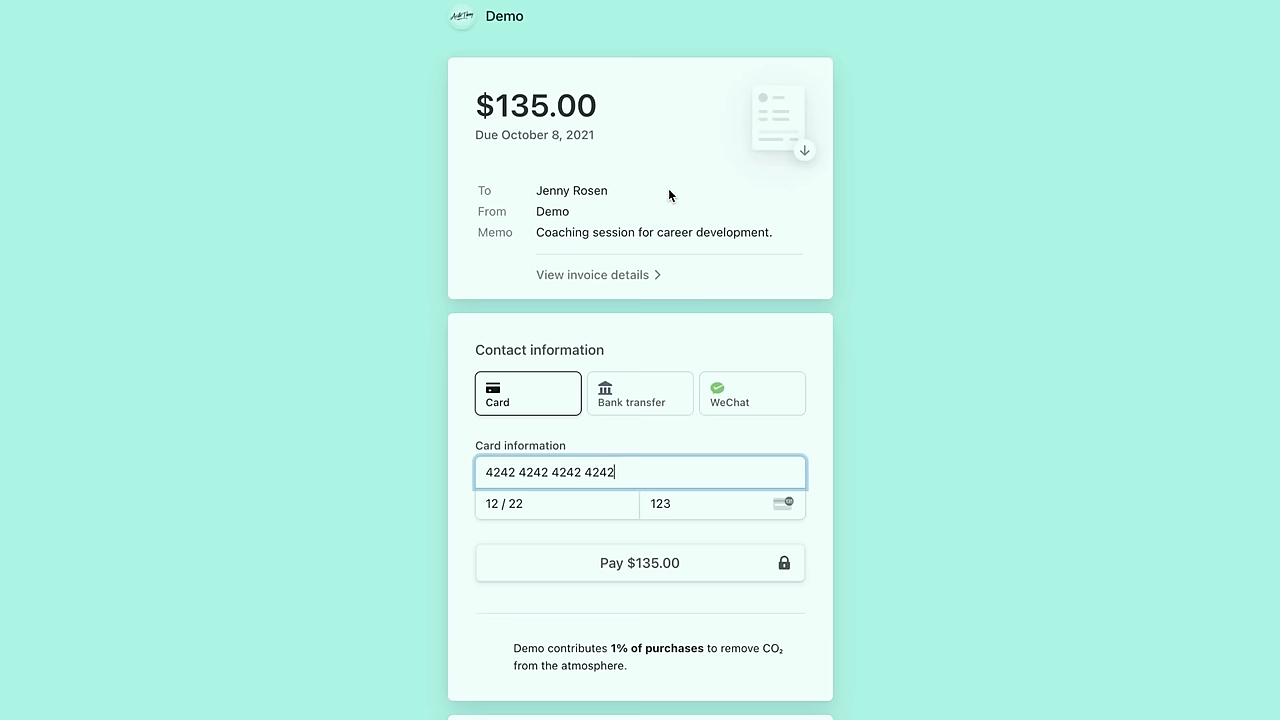 Demo
$135.00
Due October 8, 2021
To Jenny Rosen
From Demo
Memo Coaching session for career development.
View invoice details
Contact information
Card
Bank transfer
WeChat
Card information
4242 4242 4242 4242
12 / 22
123
Pay $135.00
Demo contributes 1% of purchases to remove CO₂
from the atmosphere.